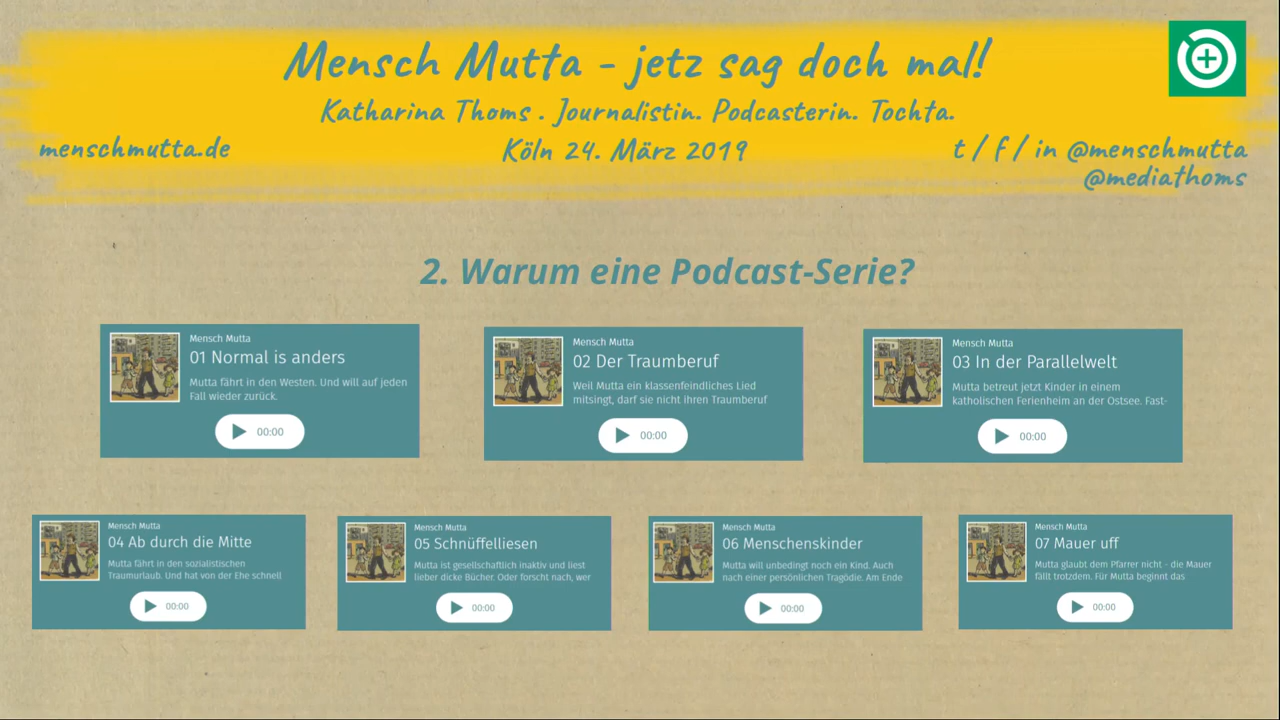 Mensch Mutta - jetz sag doch mal!
Katharina Thoms . Journalistin. Podcasterin. Tochta.
menschmutta.de
Köln 24. März 2019
t / f / in @menschmutta
@mediathoms
2. Warum eine Podcast-Serie?
Mensch Mutta
01 Normal is anders
Mutta fährt in den Westen. Und will auf jeden
Fall wieder zurück.
00:00
Mensch Mutta
02 Der Traumberuf
Weil Mutta ein klassenfeindliches Lied
mitsingt, darf sie nicht ihren Traumberuf
00:00
Mensch Mutta
03 In der Parallelwelt
Mutta betreut jetzt Kinder in einem
katholischen Ferienheim an der Ostsee. Fast-
00:00
Mensch Mutta
04 Ab durch die Mitte
Mutta fährt in den sozialistischen
Traumurlaub. Und hat von der Ehe schnell
00:00
Mensch Mutta
05 Schnüffelliesen
Mutta ist gesellschaftlich inaktiv und liest
lieber dicke Bücher. Oder forscht nach, wer
00:00
Mensch Mutta
06 Menschenskinder
Mutta will unbedingt noch ein Kind. Auch
nach einer persönlichen Tragödie. Am Ende
00:00
Mensch Mutta
07 Mauer uff
Mutta glaubt dem Pfarrer nicht - die Mauer
fällt trotzdem. Für Mutta beginnt das
00:00